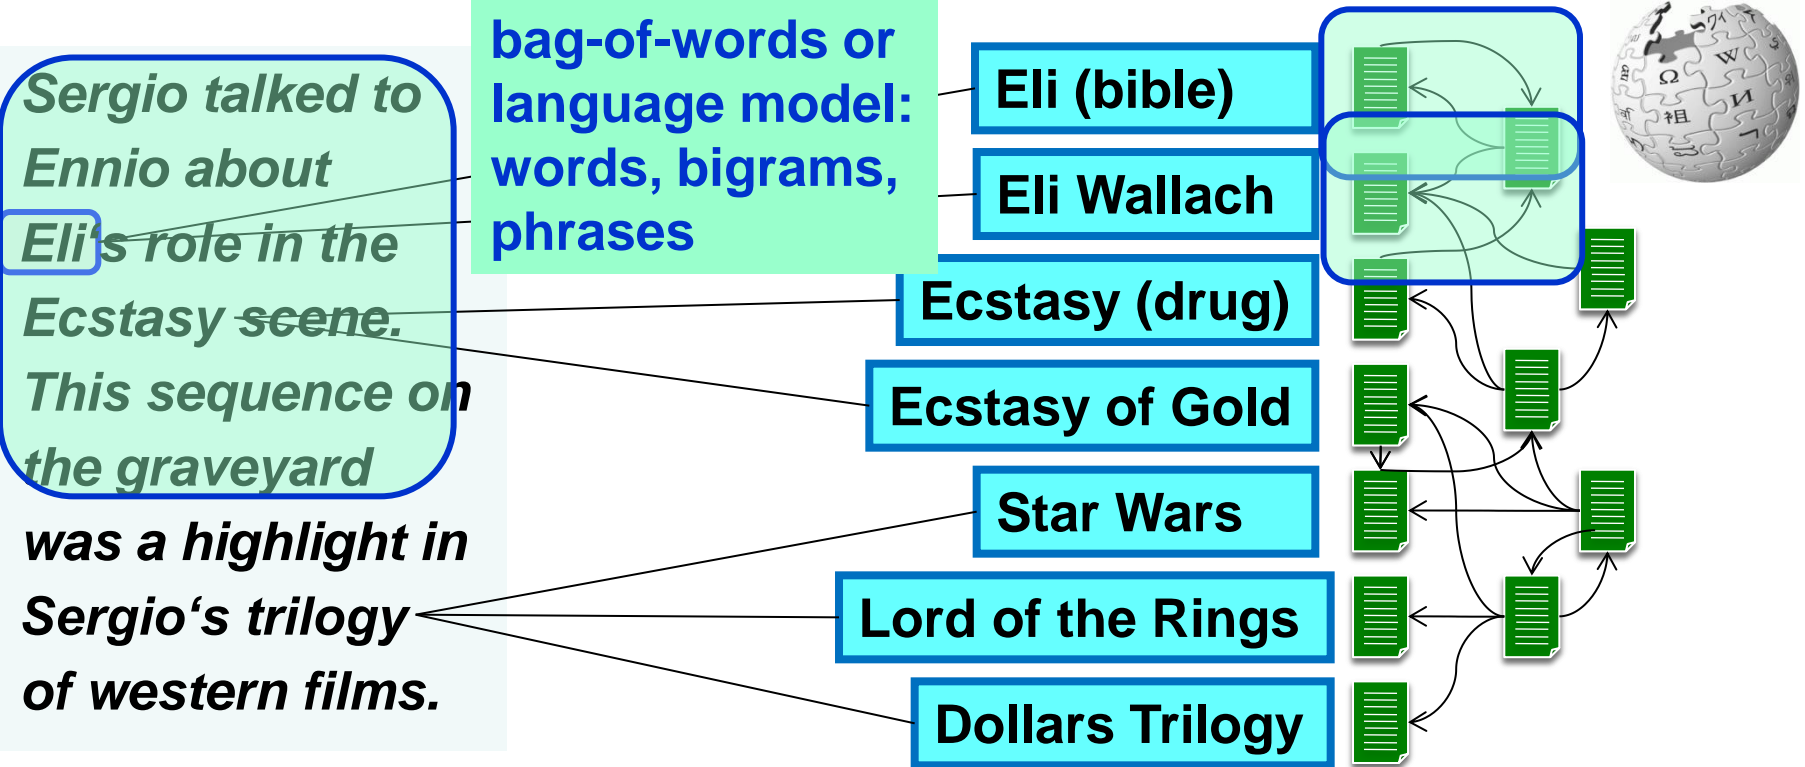 Sergio talked to
Ennio about
Eli‘s role in the
Ecstasy scene.
This sequence on
the graveyard
was a highlight in
Sergio‘s trilogy
of western films.
bag-of-words or
language model:
words, bigrams,
phrases
Eli (bible)
Eli Wallach
Ecstasy (drug)
Ecstasy of Gold
Star Wars
Lord of the Rings
Dollars Trilogy
Ω
W
И
祖